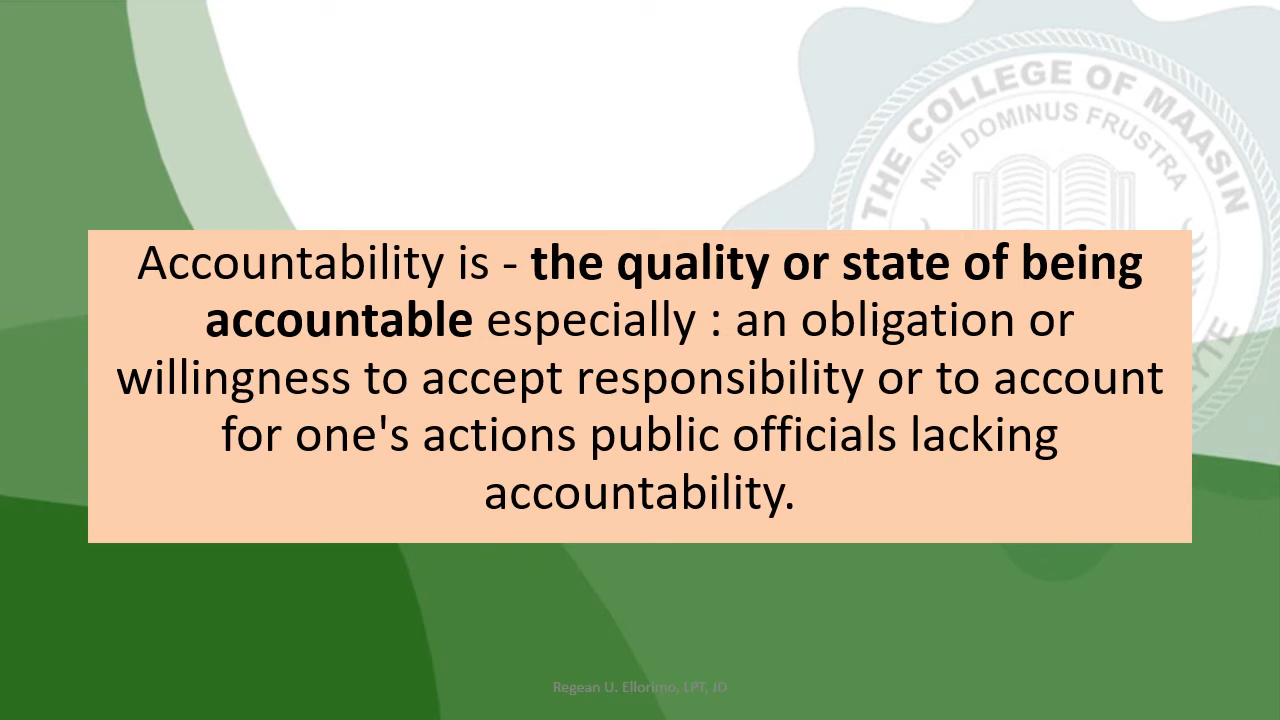 THE COLLEGE OF MAASIN
NISI DOMINUS FRUSTRA
Accountability is - the quality or state of being
accountable especially : an obligation or
willingness to accept responsibility or to account
for one's actions public officials lacking
accountability.
Regean U. Ellorimo, LPT, JD